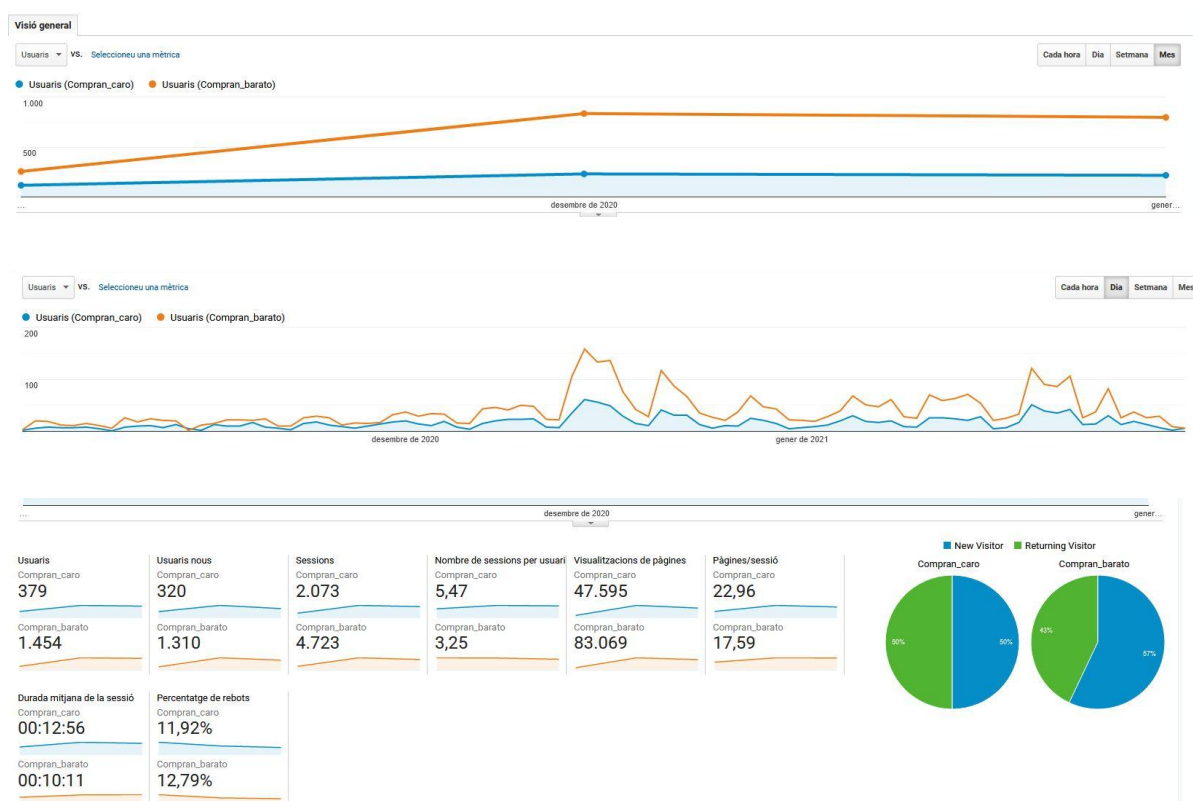 Visió general
Usuaris VS. Seleccioneu una mètrica
Cada hora Dia Setmana Mes
Usuaris (Compran_caro) Usuaris (Compran_barato)
1.000
500
... desembre de 2020 gener...
Usuaris VS. Seleccioneu una mètrica
Cada hora Dia Setmana Mes
Usuaris (Compran_caro) Usuaris (Compran_barato)
200
100
desembre de 2020 gener de 2021
... desembre de 2020 gener...
New Visitor Returning Visitor
Compran_caro Compran_barato
50% 50% 43% 57%
Usuaris Usuaris nous Sessions Nombre de sessions per usuari Visualitzacions de pàgines Pàgines/sessió
Compran_caro Compran_caro Compran_caro Compran_caro Compran_caro Compran_caro
379 320 2.073 5,47 47.595 22,96
Compran_barato Compran_barato Compran_barato Compran_barato Compran_barato Compran_barato
1.454 1.310 4.723 3,25 83.069 17,59
Durada mitjana de la sessió Percentatge de rebots
Compran_caro Compran_caro
00:12:56 11,92%
Compran_barato Compran_barato
00:10:11 12,79%